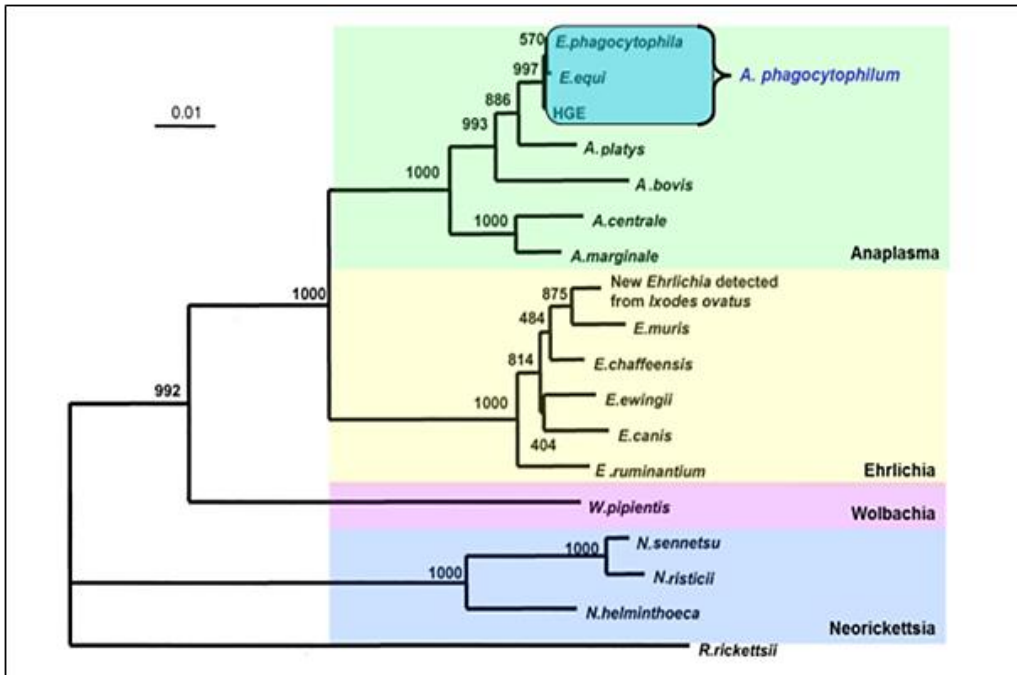 570
E.phagocytophila
997
E.equi
A. phagocytophilum
HGE
0.01
886
993
A.platys
1000
A.bovis
1000
A.centrale
A.marginale
Anaplasma
1000
875
New Ehrlichia detected
from Ixodes ovatus
484
E.muris
814
E.chaffeensis
1000
E.ewingii
992
E.canis
404
E.ruminantium
Ehrlichia
W.pipientis
Wolbachia
1000
N.sennetsu
1000
N.risticii
N.helminthoeca
Neorickettsia
R.rickettsii